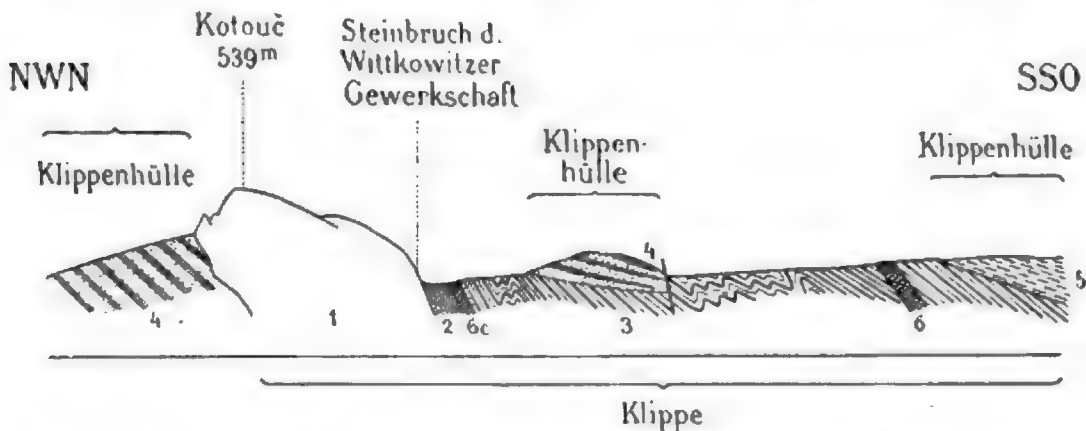 Kotouč
539m
Steinbruch d.
Wittkowitzer
Gewerkschaft
NWN
SSO
Klippenhülle
Klippen-
hülle
Klippenhülle
4
1
2
6c
3
4
6
5
Klippe